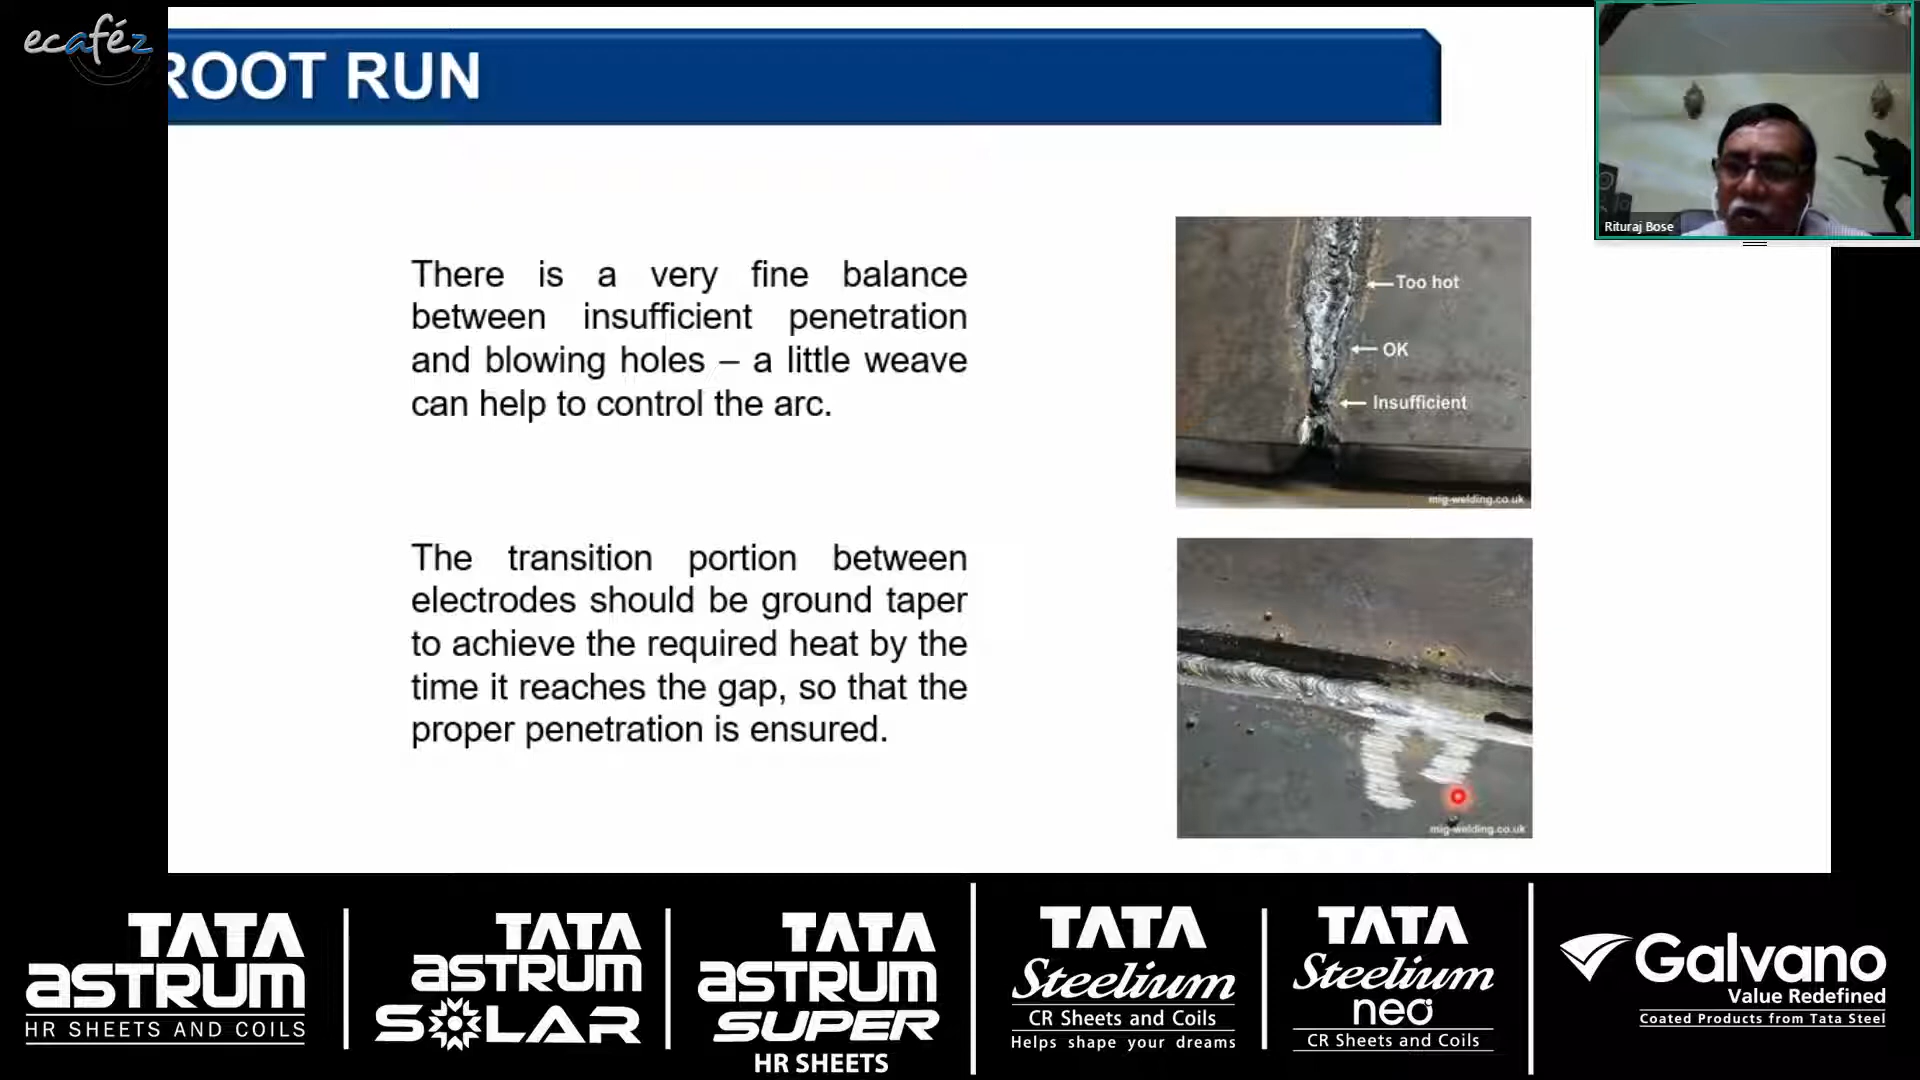 ecaféz
ROOT RUN
Rituraj Bose
There is a very fine balance
between insufficient penetration
and blowing holes – a little weave
can help to control the arc.
Too hot
OK
Insufficient
mig-welding.co.uk
The transition portion between
electrodes should be ground taper
to achieve the required heat by the
time it reaches the gap, so that the
proper penetration is ensured.
mig-welding.co.uk
TATA
ASTRUM
HR SHEETS AND COILS
TATA
ASTRUM
SOLAR
TATA
ASTRUM
SUPER
HR SHEETS
TATA
Steelium
CR Sheets and Coils
Helps shape your dreams
TATA
Steelium
neo
CR Sheets and Coils
Galvano
Value Redefined
Coated Products from Tata Steel